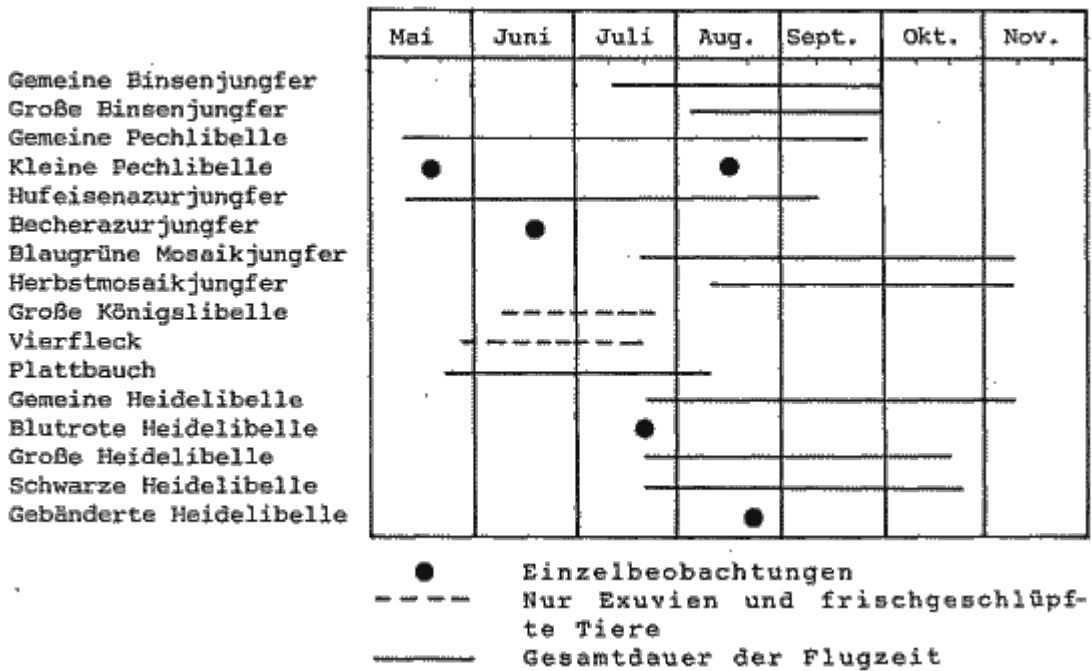 Mai Juni Juli Aug. Sept. Okt. Nov.
Gemeine Binsenjungfer
Große Binsenjungfer
Gemeine Pechlibelle
Kleine Pechlibelle
Hufeisenazurjungfer
Becherazurjungfer
Blaugrüne Mosaikjungfer
Herbstmosaikjungfer
Große Königslibelle
Vierfleck
Plattbauch
Gemeine Heidelibelle
Blutrote Heidelibelle
Große Heidelibelle
Schwarze Heidelibelle
Gebänderte Heidelibelle
Einzelbeobachtungen
Nur Exuvien und frischgeschlüpf-
te Tiere
Gesamtdauer der Flugzeit